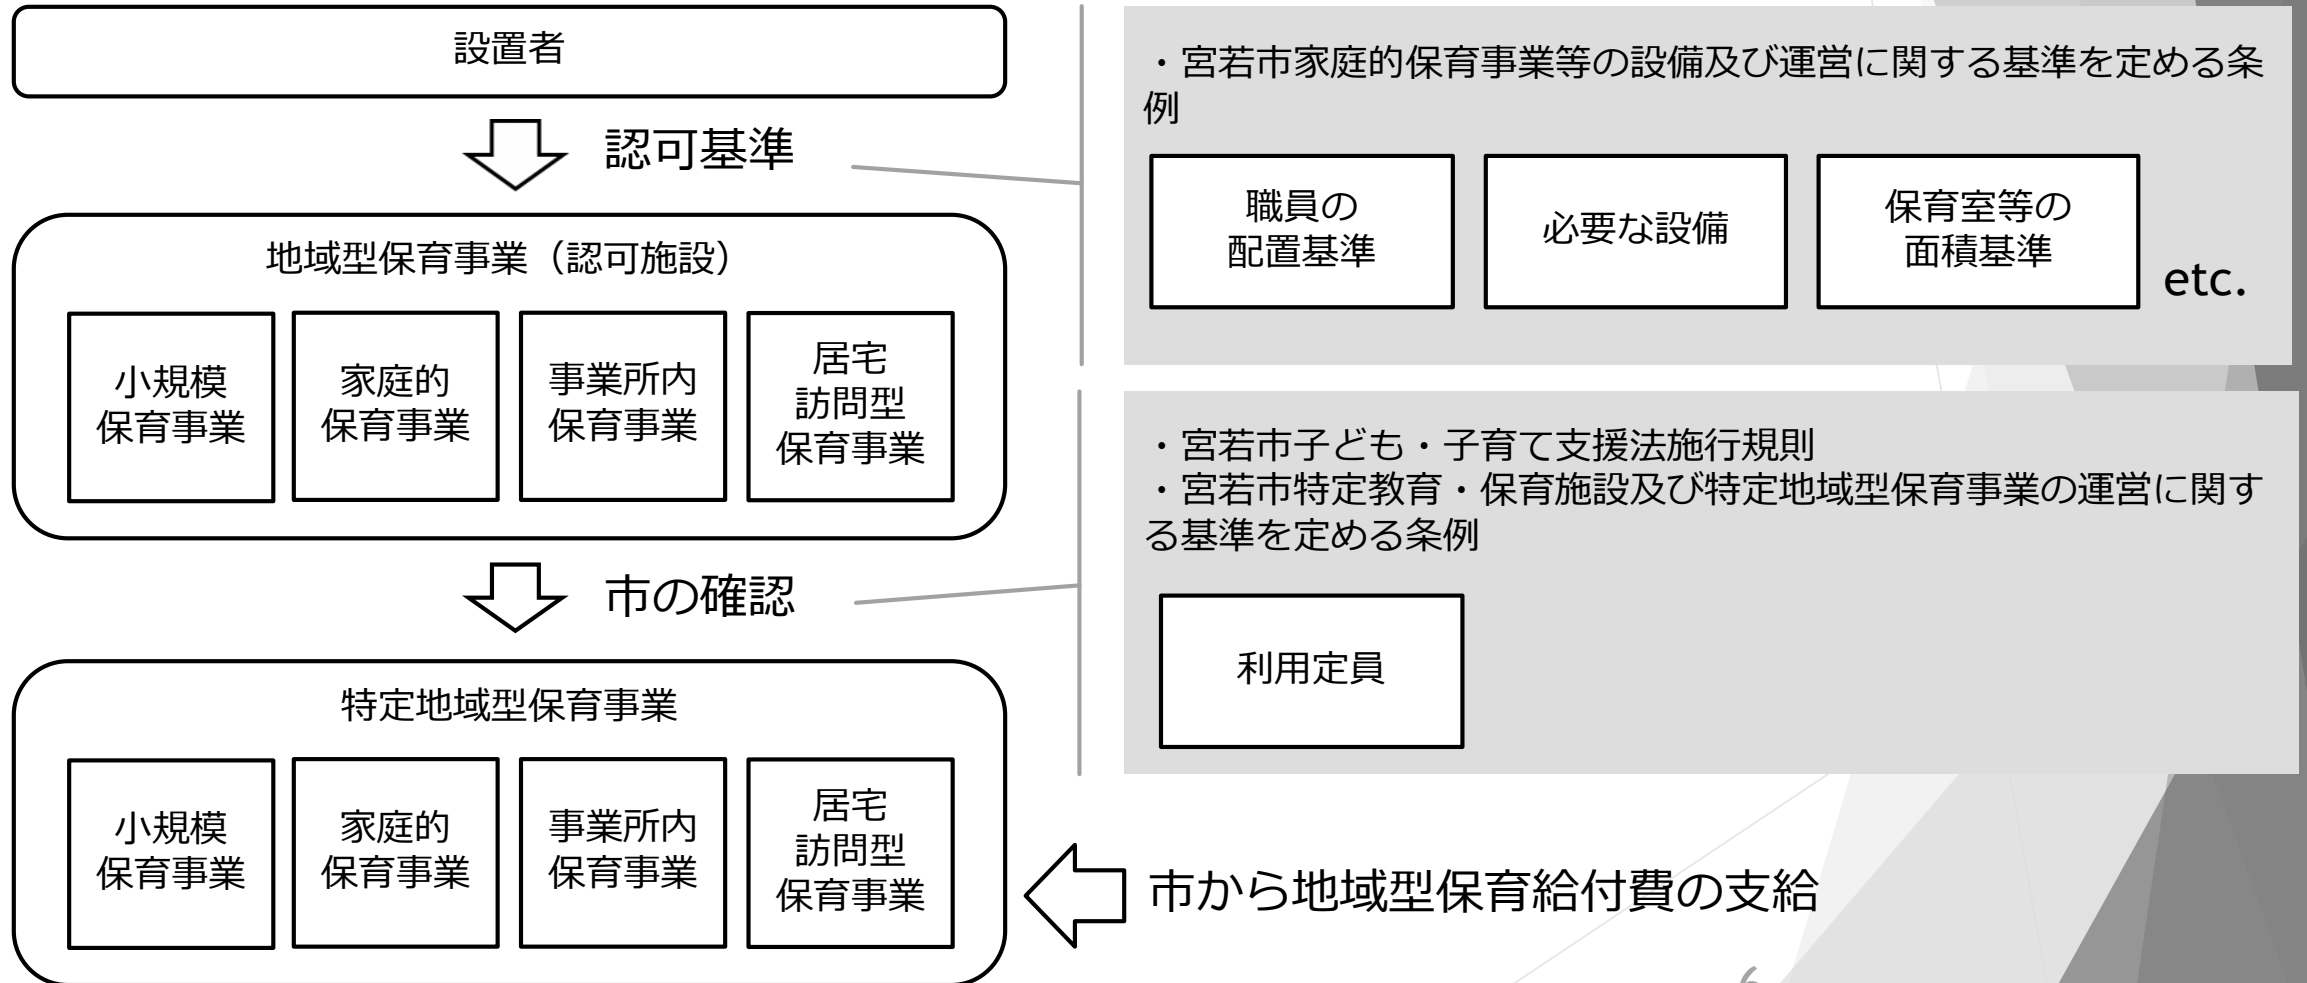 設置者
認可基準
地域型保育事業（認可施設）
小規模
保育事業
家庭的
保育事業
事業所内
保育事業
居宅
訪問型
保育事業
市の確認
特定地域型保育事業
小規模
保育事業
家庭的
保育事業
事業所内
保育事業
居宅
訪問型
保育事業
・宮若市家庭的保育事業等の設備及び運営に関する基準を定める条
例
職員の
配置基準
必要な設備
保育室等の
面積基準
etc.
・宮若市子ども・子育て支援法施行規則
・宮若市特定教育・保育施設及び特定地域型保育事業の運営に関す
る基準を定める条例
利用定員
市から地域型保育給付費の支給